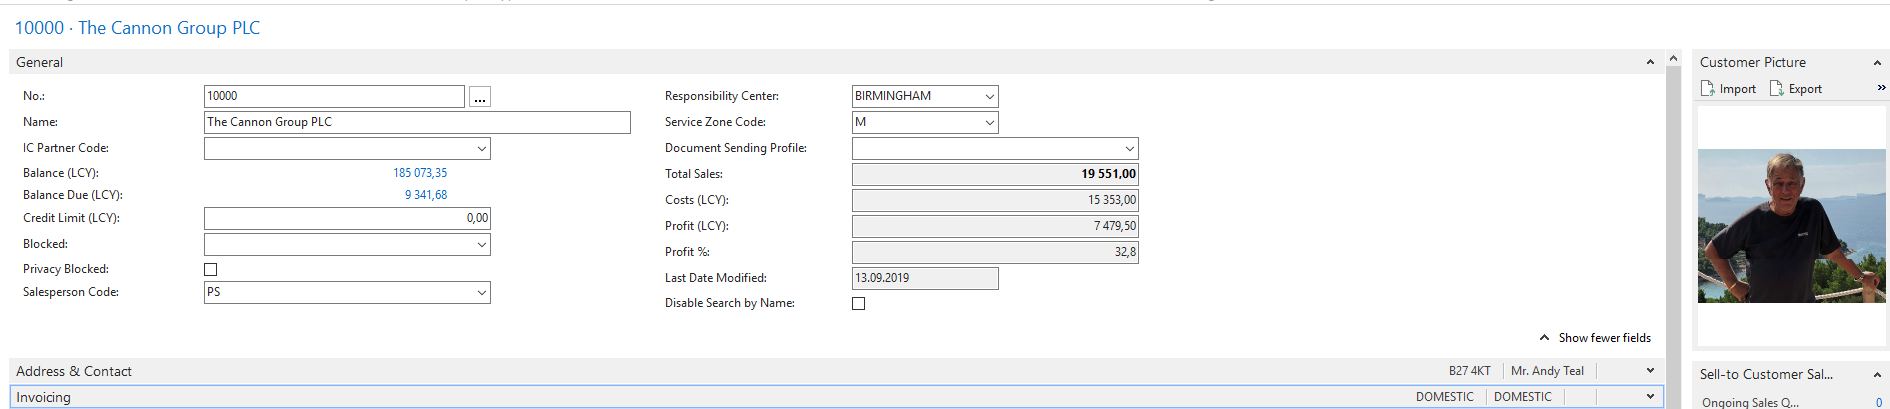 10000 · The Cannon Group PLC
General
No.: 10000 ...
Name: The Cannon Group PLC
IC Partner Code:
Balance (LCY): 185 073,35
Balance Due (LCY): 9 341,68
Credit Limit (LCY): 0,00
Blocked:
Privacy Blocked:
Salesperson Code: PS
Responsibility Center: BIRMINGHAM
Service Zone Code: M
Document Sending Profile:
Total Sales: 19 551,00
Costs (LCY): 15 353,00
Profit (LCY): 7 479,50
Profit %: 32,8
Last Date Modified: 13.09.2019
Disable Search by Name:
Show fewer fields
Address & Contact B27 4KT Mr. Andy Teal
Invoicing DOMESTIC DOMESTIC
Customer Picture
Import Export »
Sell-to Customer Sal...
Ongoing Sales Q... 0